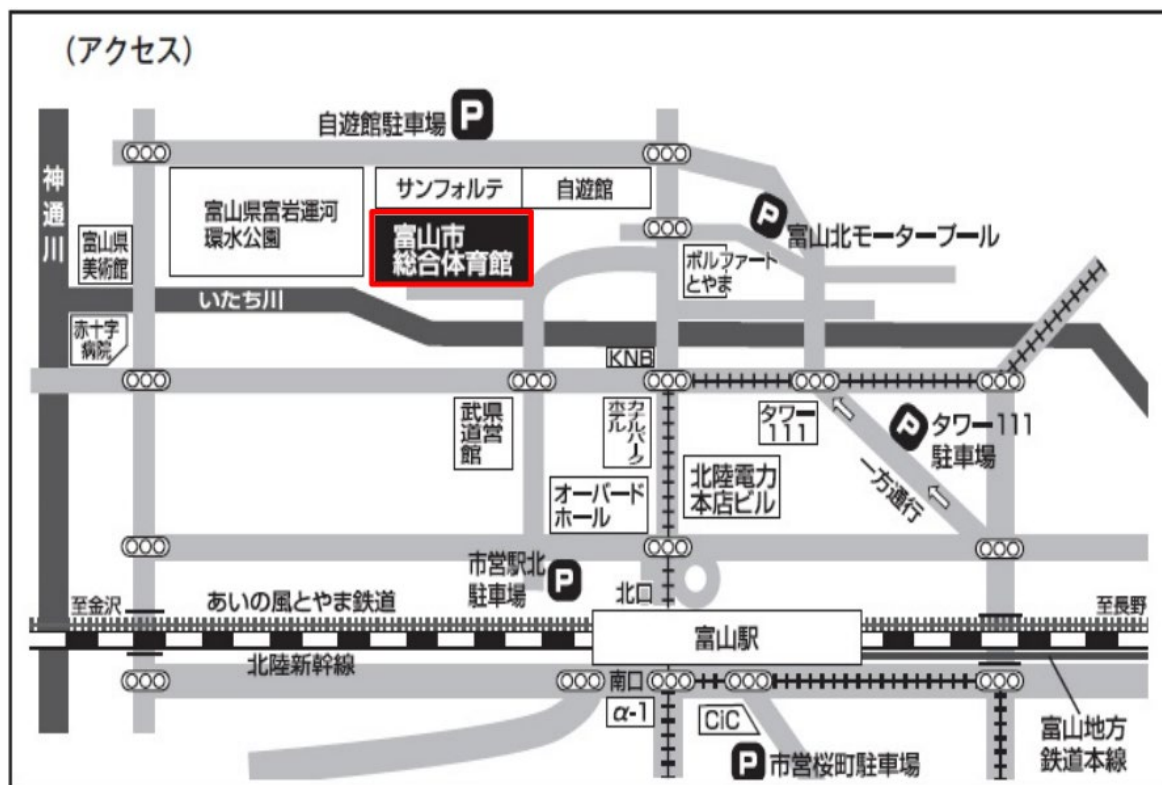 (アクセス)
自遊館駐車場 P
神通川
富山県
美術館
富山県富岩運河
環水公園
サンフォルテ
自遊館
富山市
総合体育館
P
富山北モータープール
ボルファート
とやま
いたち川
赤十字
病院
KNB
県営
武道館
カナルパーク
ホテル
タワー
111
P タワー111
駐車場
一方通行
北陸電力
本店ビル
オーバード
ホール
市営駅北
駐車場 P
北口
至金沢
あいの風とやま鉄道
至長野
富山駅
北陸新幹線
南口
α-1
CiC
富山地方
鉄道本線
P 市営桜町駐車場